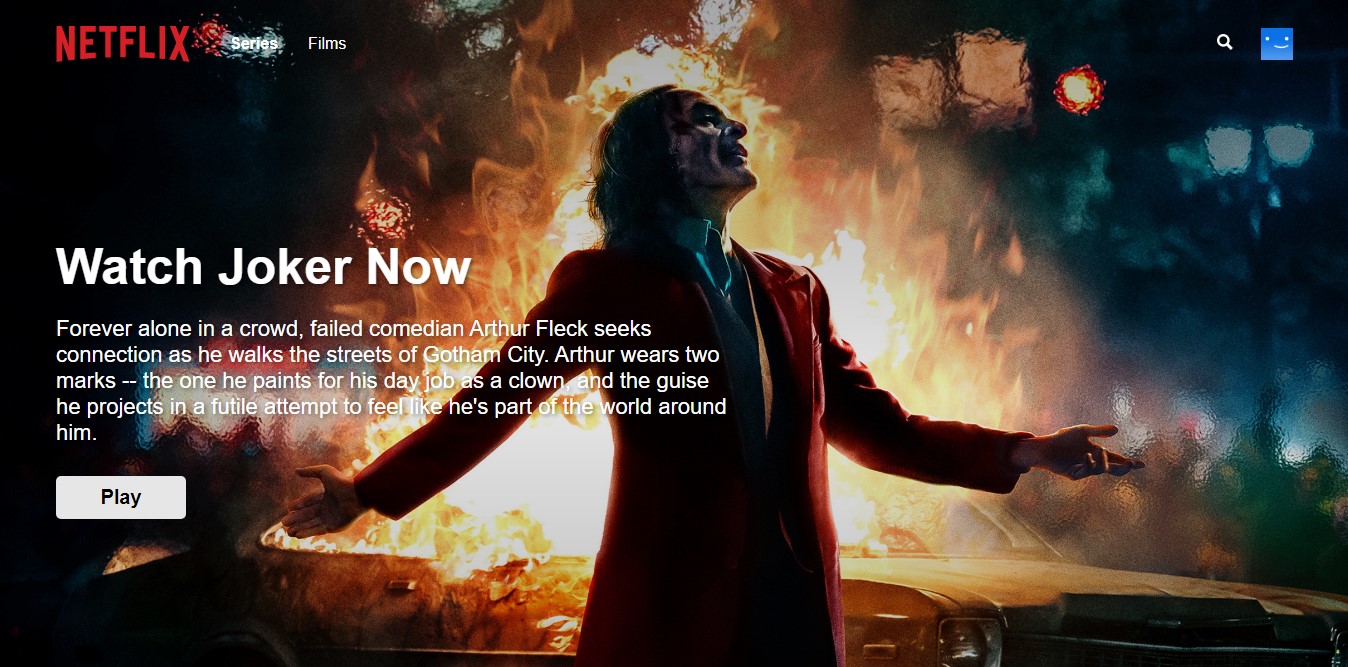 NETFLIX Series Films
Watch Joker Now
Forever alone in a crowd, failed comedian Arthur Fleck seeks
connection as he walks the streets of Gotham City. Arthur wears two
marks -- the one he paints for his day job as a clown, and the guise
he projects in a futile attempt to feel like he's part of the world around
him.
Play